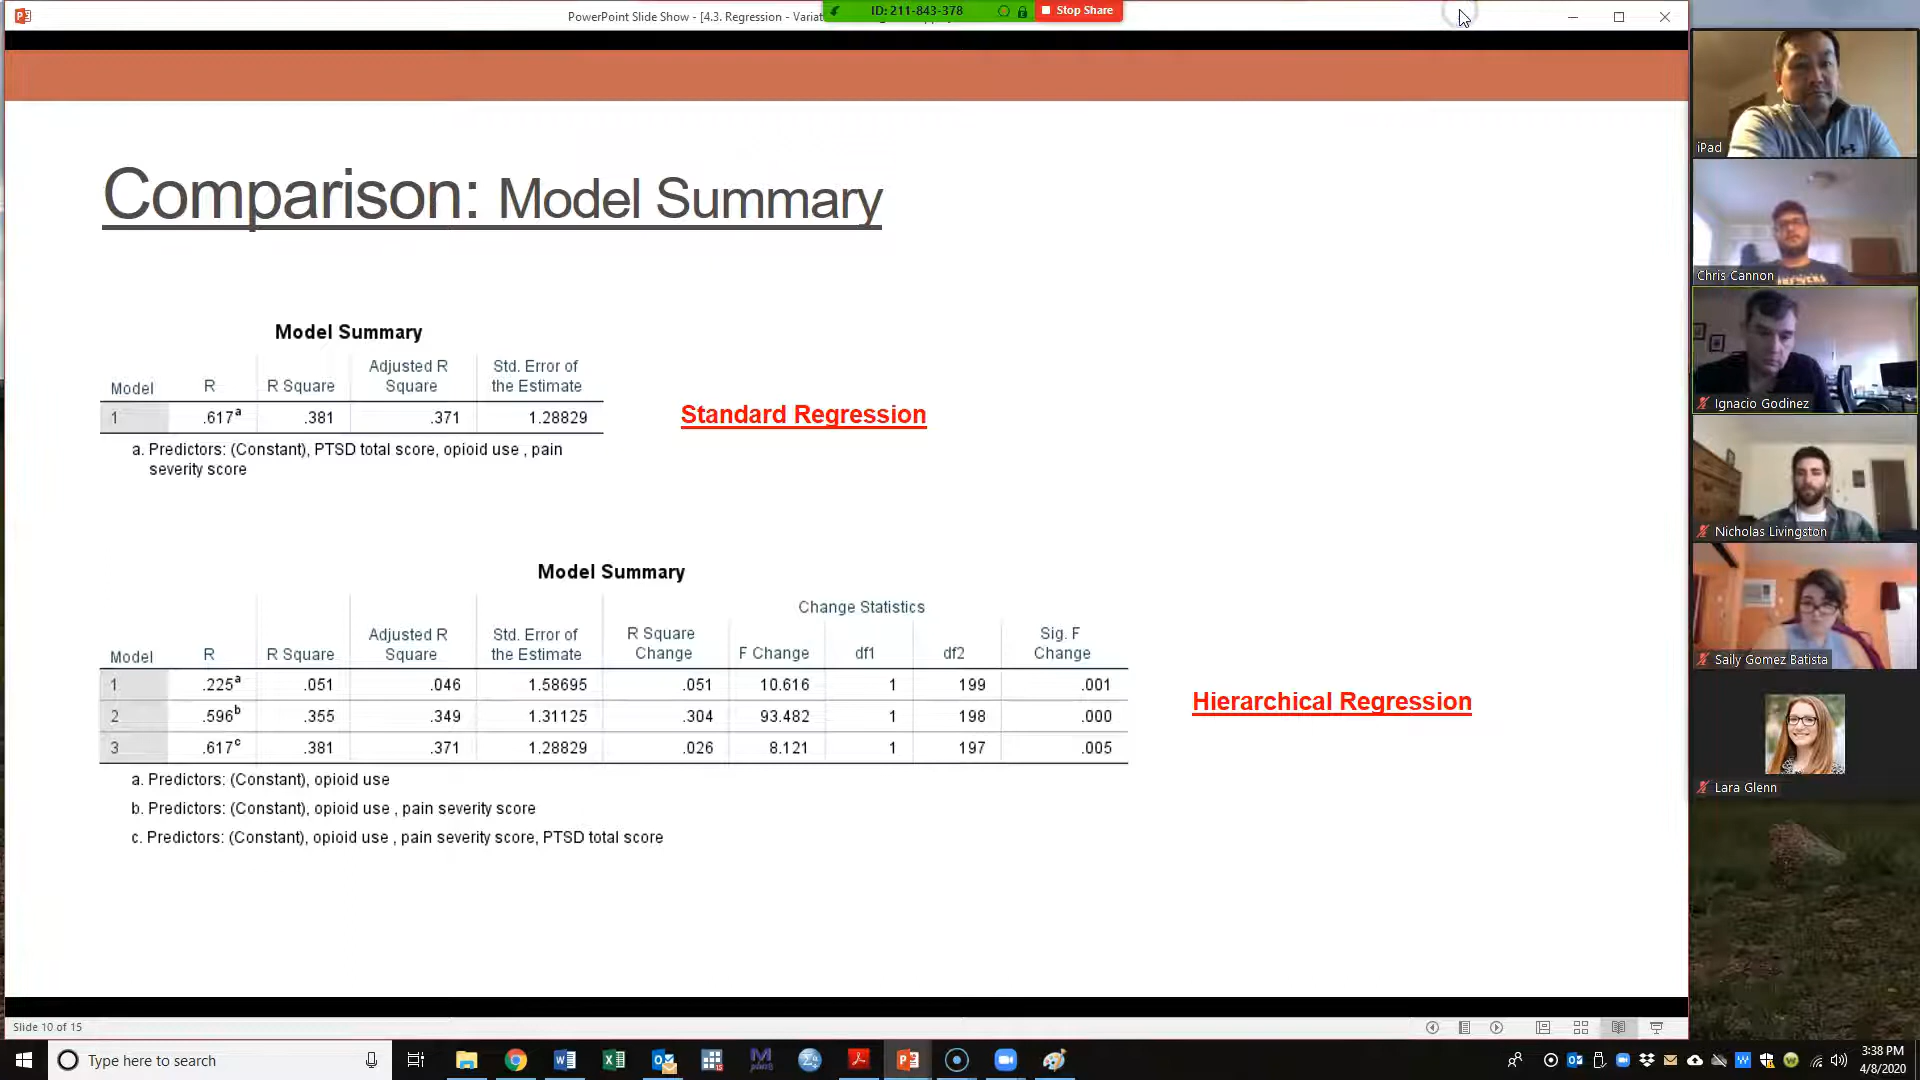 PowerPoint Slide Show - [4.3. Regression - Variat
ID: 211-843-378
Stop Share
Comparison: Model Summary
Model Summary
Model R R Square Adjusted R Square Std. Error of the Estimate
1 .617a .381 .371 1.28829
a. Predictors: (Constant), PTSD total score, opioid use , pain
severity score
Standard Regression
Model Summary
Change Statistics
Model R R Square Adjusted R Square Std. Error of the Estimate R Square Change F Change df1 df2 Sig. F Change
1 .225a .051 .046 1.58695 .051 10.616 1 199 .001
2 .596b .355 .349 1.31125 .304 93.482 1 198 .000
3 .617c .381 .371 1.28829 .026 8.121 1 197 .005
a. Predictors: (Constant), opioid use
b. Predictors: (Constant), opioid use , pain severity score
c. Predictors: (Constant), opioid use , pain severity score, PTSD total score
Hierarchical Regression
iPad
Chris Cannon
Ignacio Godinez
Nicholas Livingston
Saily Gomez Batista
Lara Glenn
Slide 10 of 15
Type here to search
3:38 PM
4/8/2020